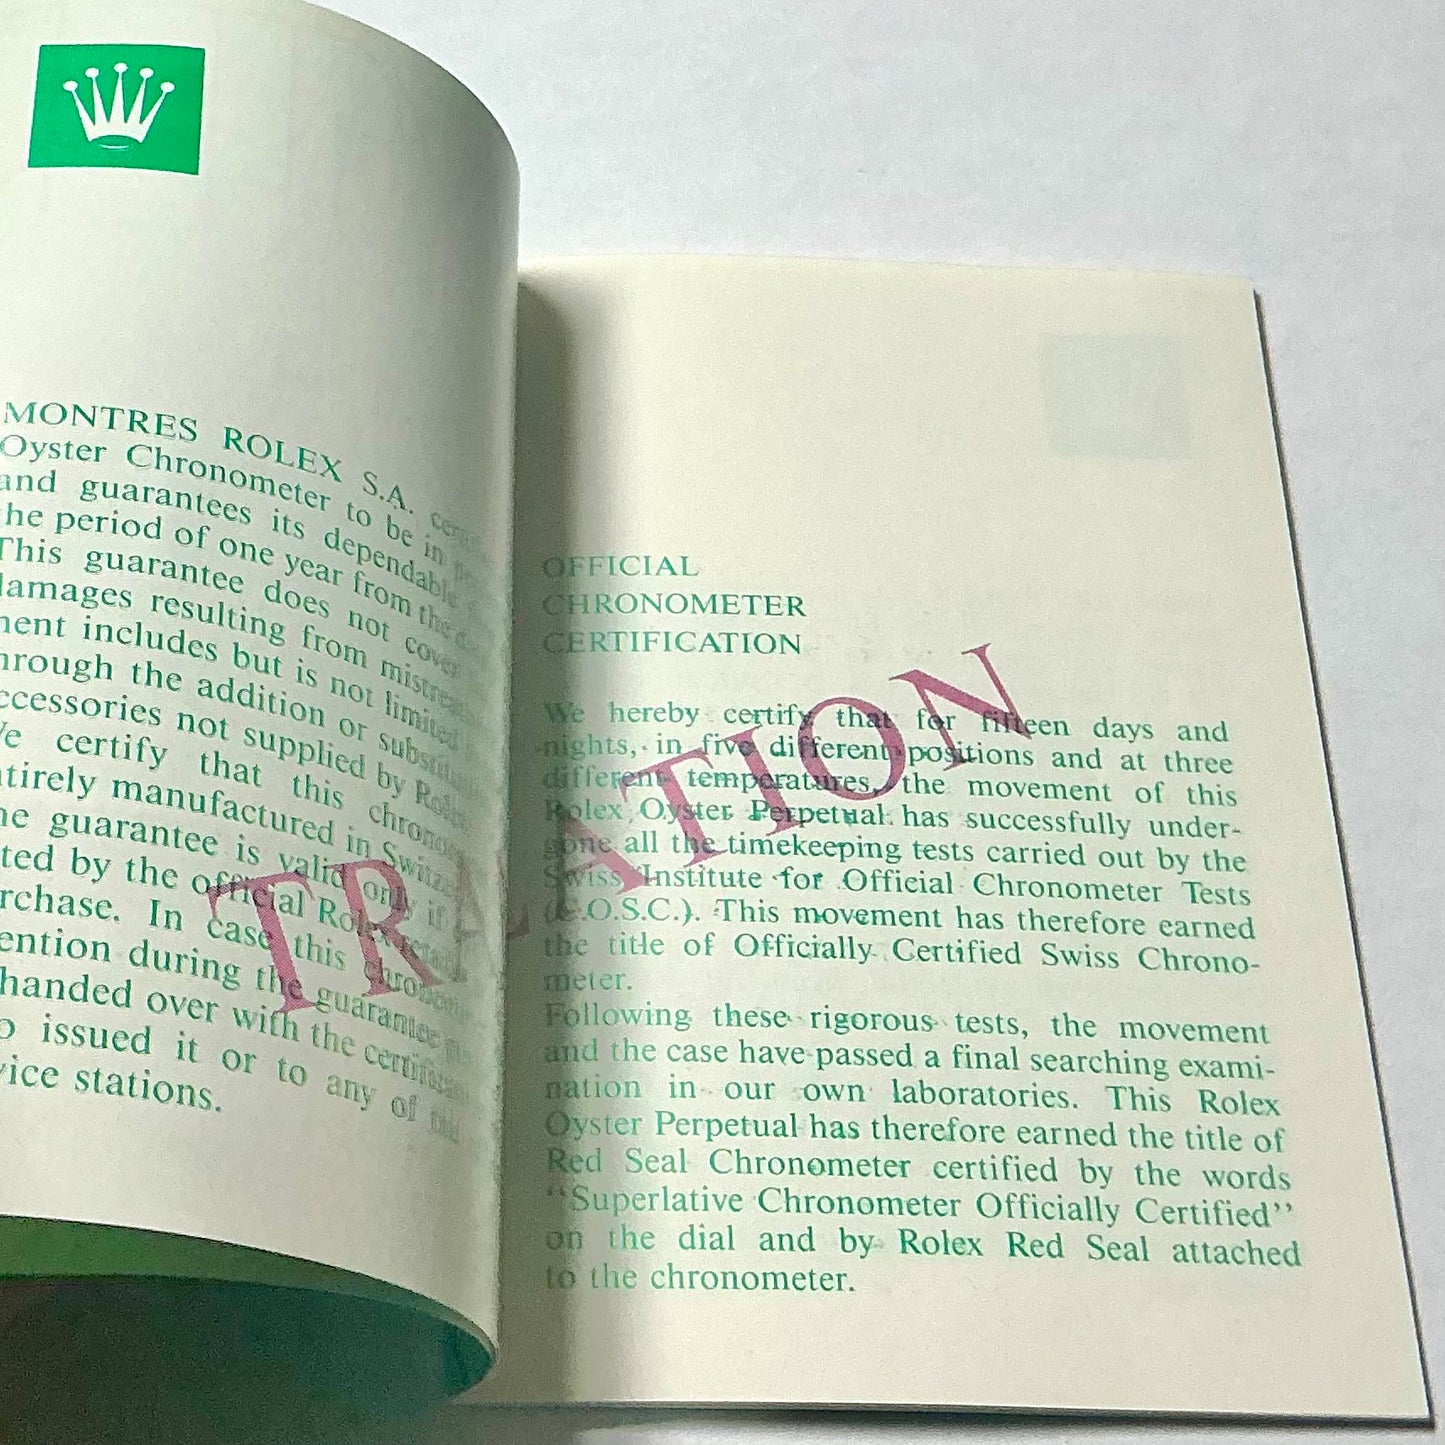 MONTRES ROLEX S.A.
Oyster Chronometer to be in
and guarantees its dependable
the period of one year from the
This guarantee does not cover
damages resulting from
includes but is not limited
through the addition or
accessories not supplied by Rolex.
We certify that this
entirely manufactured in
The guarantee is valid only if
by the official Rolex
purchase. In case this
during the guarantee
handed over with the
issued it or to any of
stations.
OFFICIAL
CHRONOMETER
CERTIFICATION
We hereby certify that for fifteen days and
nights, in five different positions and at three
different temperatures, the movement of this
Rolex Oyster Perpetual has successfully under-
gone all the timekeeping tests carried out by the
Swiss Institute for Official Chronometer Tests
(C.O.S.C.). This movement has therefore earned
the title of Officially Certified Swiss Chrono-
meter.
Following these rigorous tests, the movement
and the case have passed a final searching exami-
nation in our own laboratories. This Rolex
Oyster Perpetual has therefore earned the title of
Red Seal Chronometer certified by the words
"Superlative Chronometer Officially Certified"
on the dial and by Rolex Red Seal attached
to the chronometer.